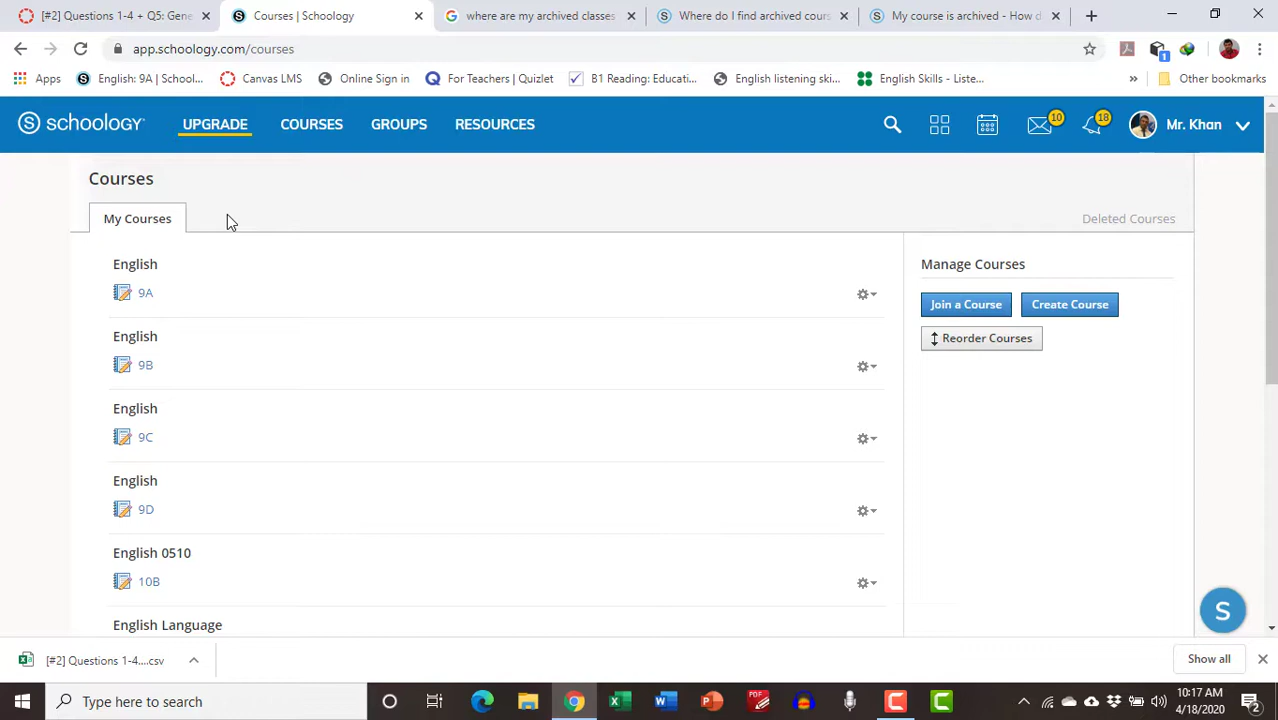 [#2] Questions 1-4 + Q5: Gene
Courses | Schoology
where are my archived classes
Where do I find archived cour
My course is archived - How d
app.schoology.com/courses
1
Apps
English: 9A | School...
Canvas LMS
Online Sign in
For Teachers | Quizlet
B1 Reading: Educati...
English listening ski...
English Skills - Liste...
»
Other bookmarks
S schoology
UPGRADE
COURSES
GROUPS
RESOURCES
10
18
Mr. Khan
Courses
My Courses
Deleted Courses
English
9A
English
9B
English
9C
English
9D
English 0510
10B
English Language
Manage Courses
Join a Course
Create Course
Reorder Courses
S
[#2] Questions 1-4....csv
Show all
Type here to search
10:17 AM
4/18/2020
2